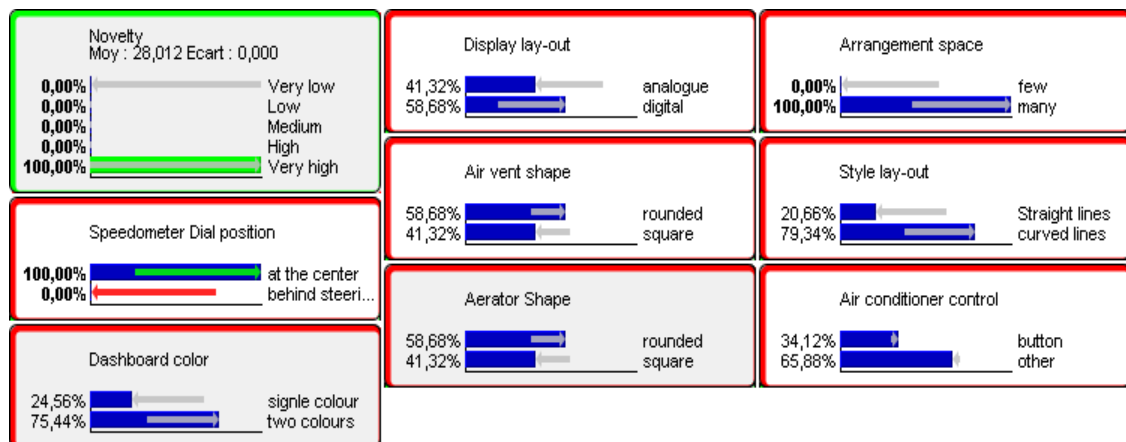 Novelty
Moy : 28,012 Ecart : 0,000
0,00% Very low
0,00% Low
0,00% Medium
0,00% High
100,00% Very high
Speedometer Dial position
100,00% at the center
0,00% behind steeri...
Dashboard color
24,56% signle colour
75,44% two colours
Display lay-out
41,32% analogue
58,68% digital
Air vent shape
58,68% rounded
41,32% square
Aerator Shape
58,68% rounded
41,32% square
Arrangement space
0,00% few
100,00% many
Style lay-out
20,66% Straight lines
79,34% curved lines
Air conditioner control
34,12% button
65,88% other